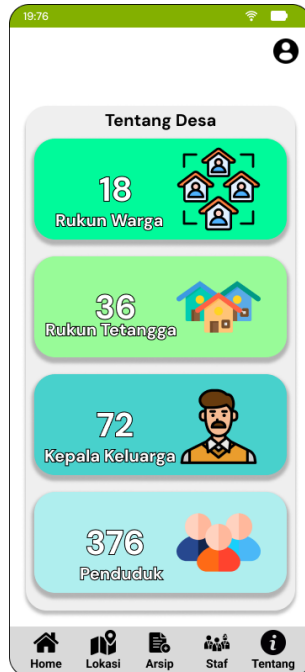 19:76
Tentang Desa
18
Rukun Warga
36
Rukun Tetangga
72
Kepala Keluarga
376
Penduduk
Home Lokasi Arsip Staf Tentang